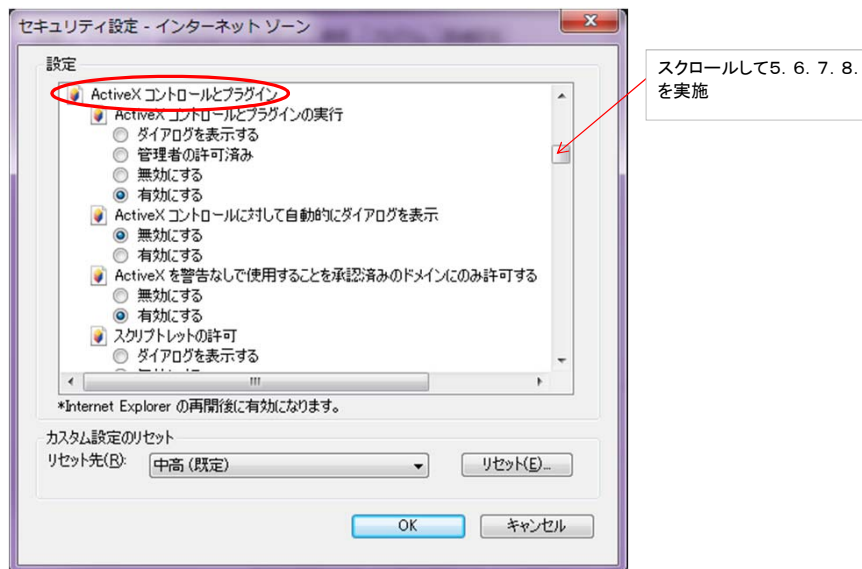 セキュリティ設定 - インターネット ゾーン
設定
ActiveX コントロールとプラグイン
ActiveX コントロールとプラグインの実行
ダイアログを表示する
管理者の許可済み
無効にする
有効にする
ActiveX コントロールに対して自動的にダイアログを表示
無効にする
有効にする
ActiveX を警告なしで使用することを承認済みのドメインにのみ許可する
無効にする
有効にする
スクリプトレットの許可
ダイアログを表示する
*Internet Explorer の再開後に有効になります。
カスタム設定のリセット
リセット先(R):
中高 (既定)
リセット(E)...
OK
キャンセル
スクロールして5．6．7．8．
を実施